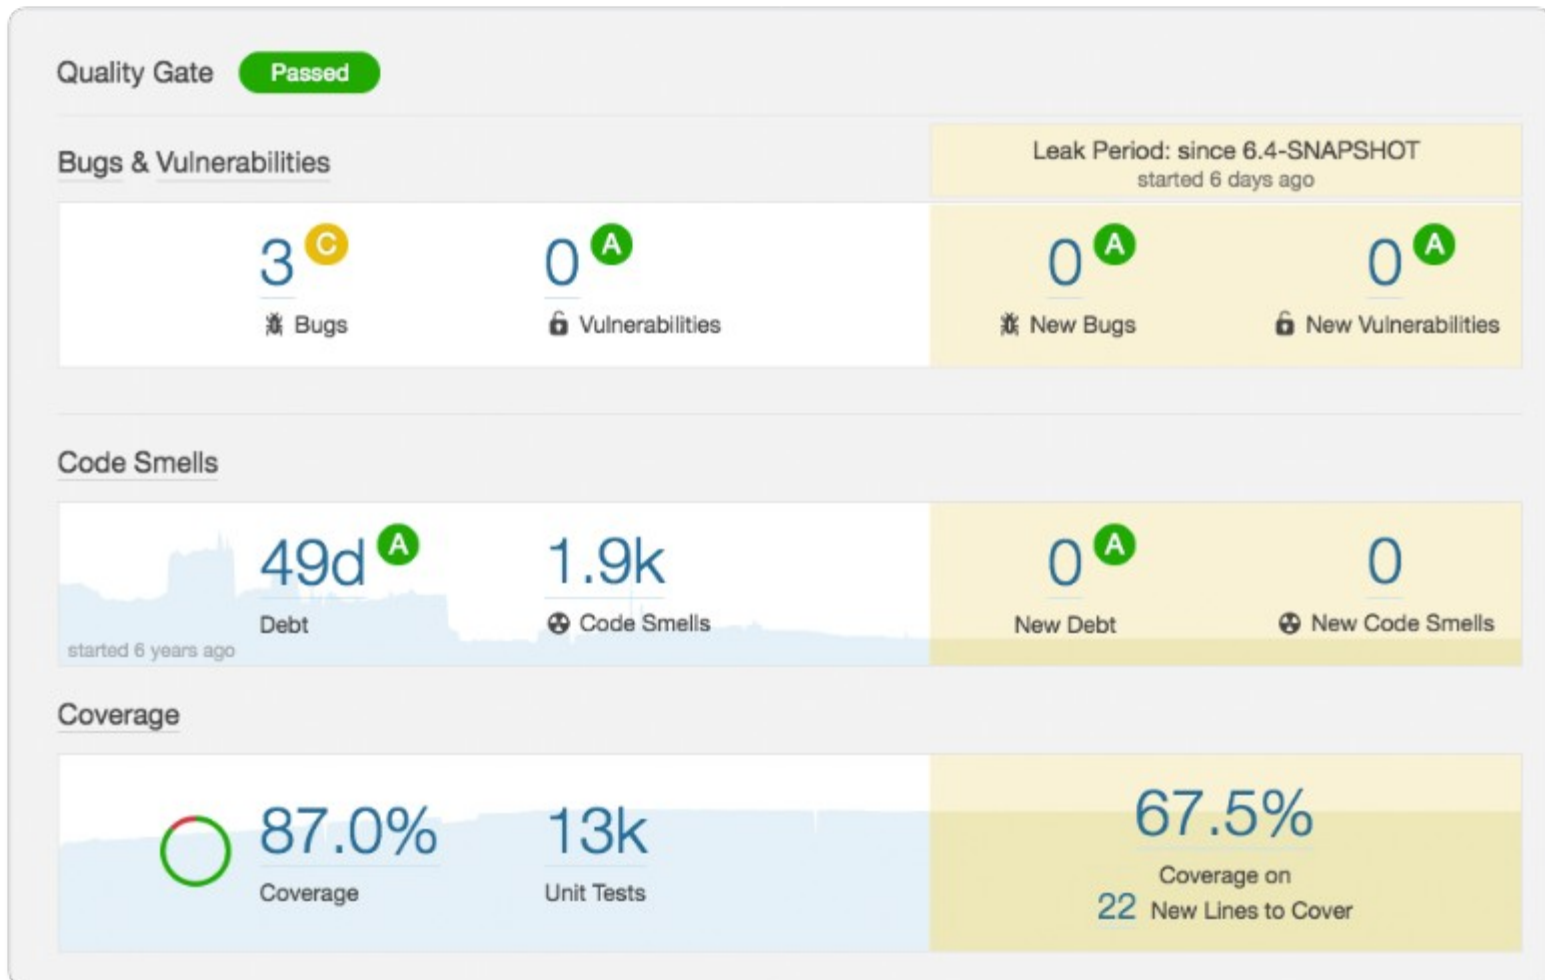 Quality Gate Passed
Bugs & Vulnerabilities
Leak Period: since 6.4-SNAPSHOT
started 6 days ago
3 C
Bugs
0 A
Vulnerabilities
0 A
New Bugs
0 A
New Vulnerabilities
Code Smells
49d A
Debt
1.9k
Code Smells
started 6 years ago
0 A
New Debt
0
New Code Smells
Coverage
87.0%
Coverage
13k
Unit Tests
67.5%
Coverage on
22 New Lines to Cover